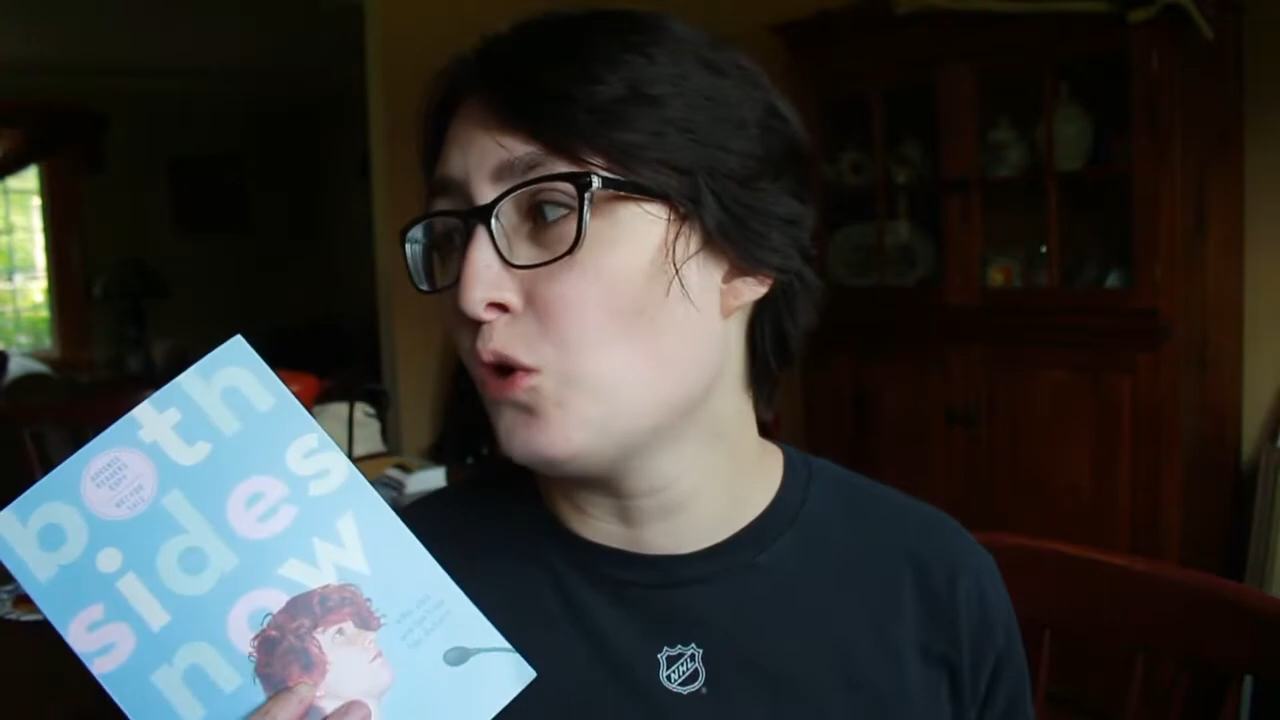 both
sides
now
ADVANCE
READERS
COPY
NOT FOR
SALE
NHL